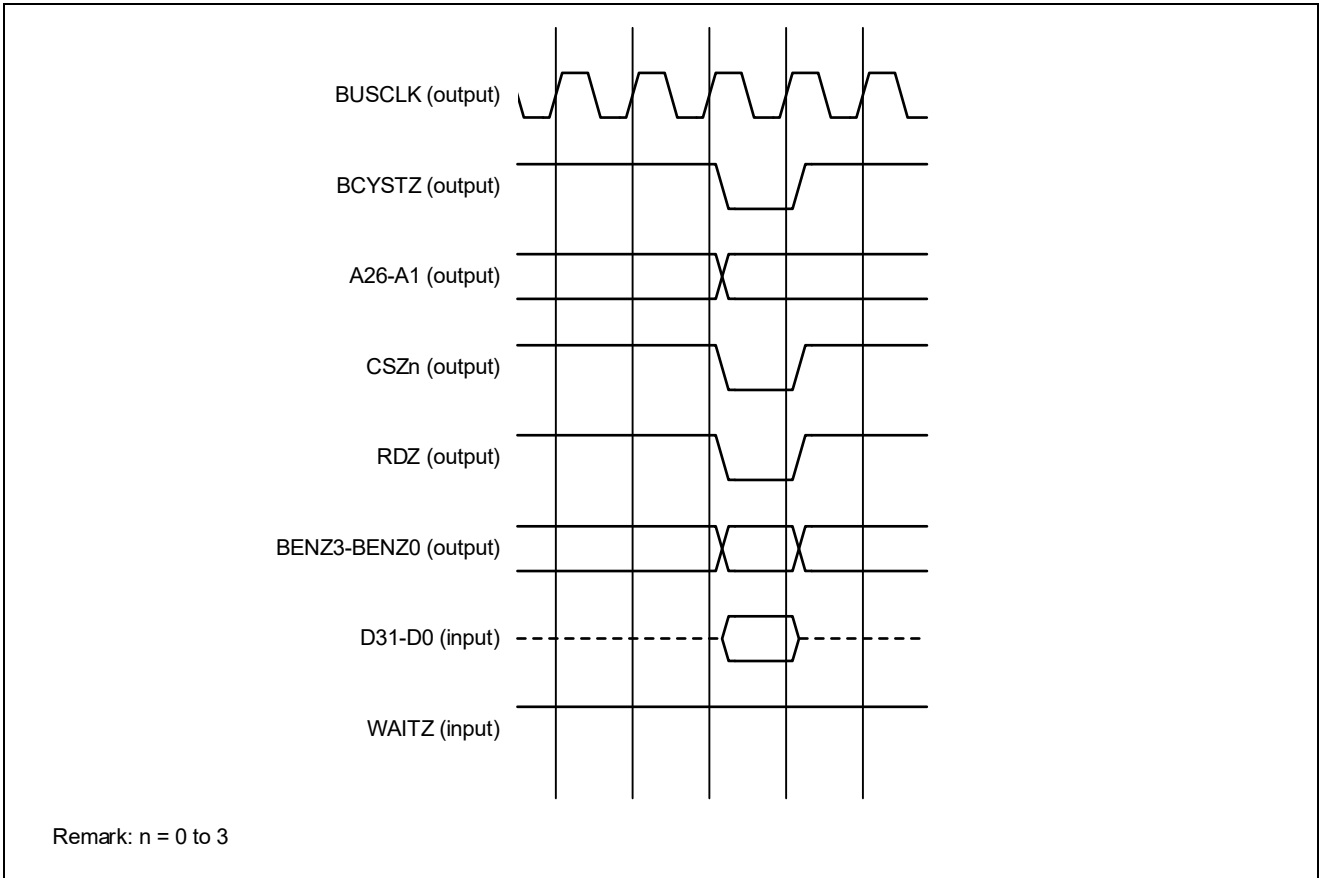 BUSCLK (output)
BCYSTZ (output)
A26-A1 (output)
CSZn (output)
RDZ (output)
BENZ3-BENZ0 (output)
D31-D0 (input)
WAITZ (input)
Remark: n = 0 to 3